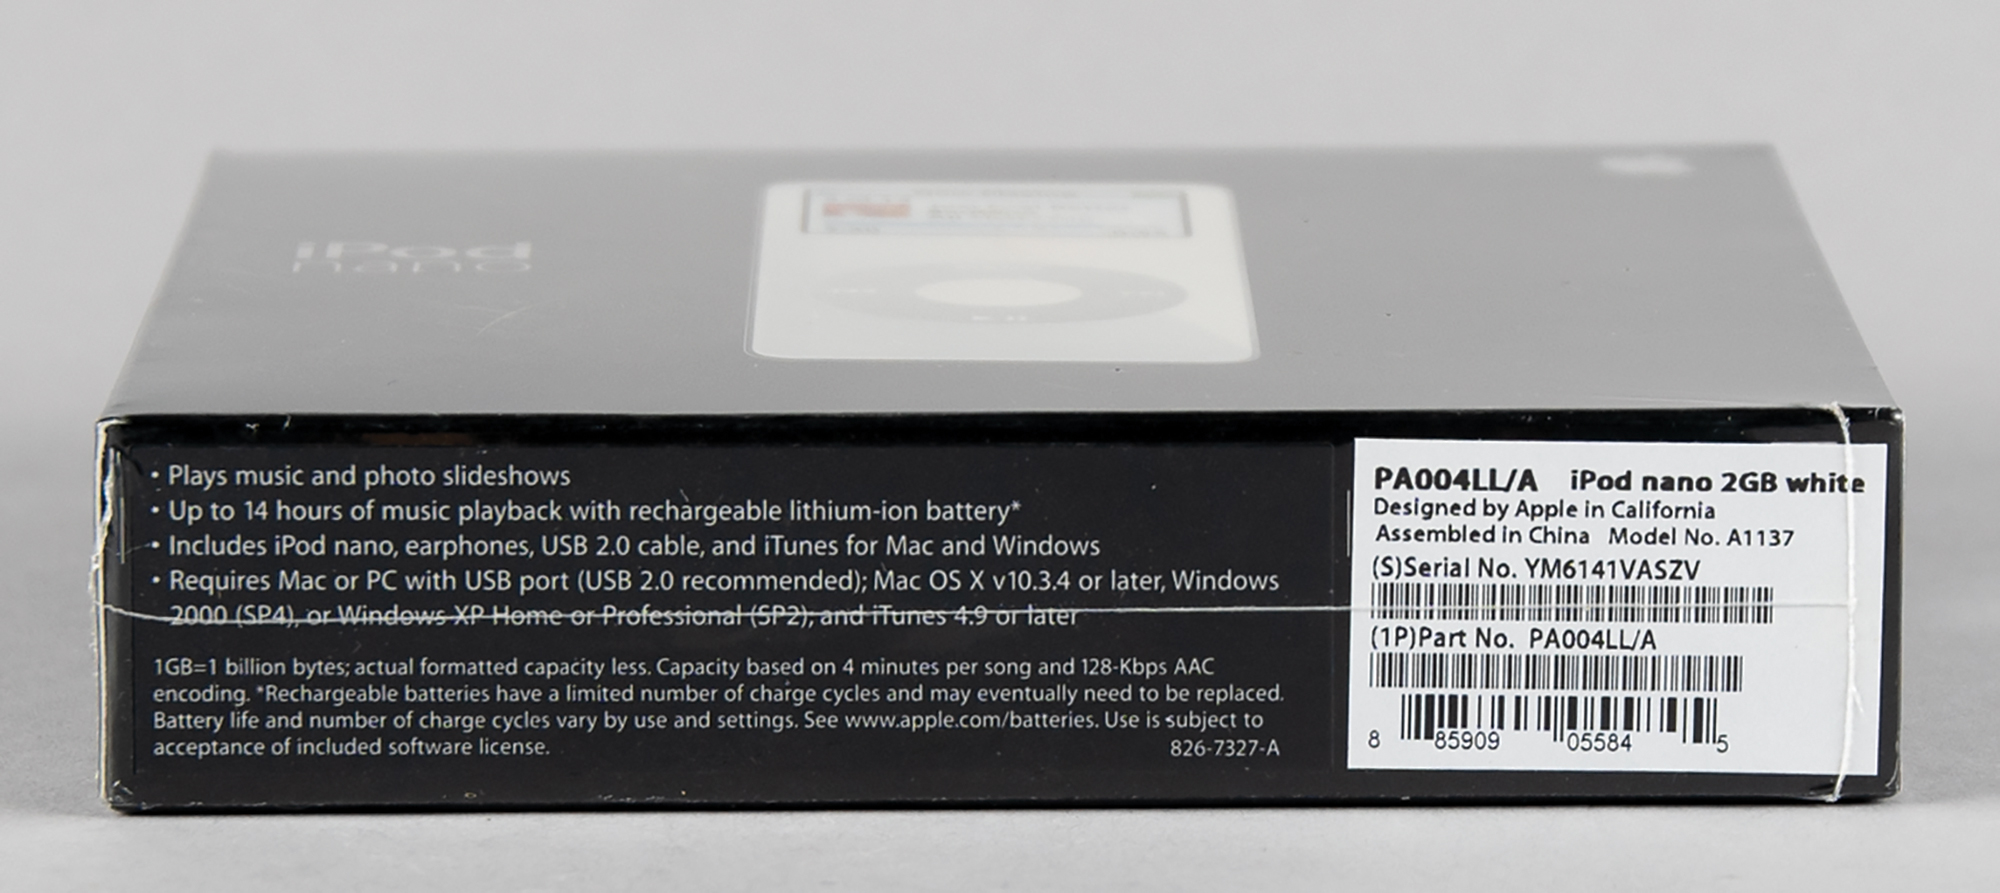 iPod
nano
• Plays music and photo slideshows
• Up to 14 hours of music playback with rechargeable lithium-ion battery*
• Includes iPod nano, earphones, USB 2.0 cable, and iTunes for Mac and Windows
• Requires Mac or PC with USB port (USB 2.0 recommended); Mac OS X v10.3.4 or later, Windows
2000 (SP4), or Windows XP Home or Professional (SP2); and iTunes 4.9 or later
1GB=1 billion bytes; actual formatted capacity less. Capacity based on 4 minutes per song and 128-Kbps AAC
encoding. *Rechargeable batteries have a limited number of charge cycles and may eventually need to be replaced.
Battery life and number of charge cycles vary by use and settings. See www.apple.com/batteries. Use is subject to
acceptance of included software license. 826-7327-A
PA004LL/A iPod nano 2GB white
Designed by Apple in California
Assembled in China Model No. A1137
(S)Serial No. YM6141VASZV
(1P)Part No. PA004LL/A
8 85909 05584 5